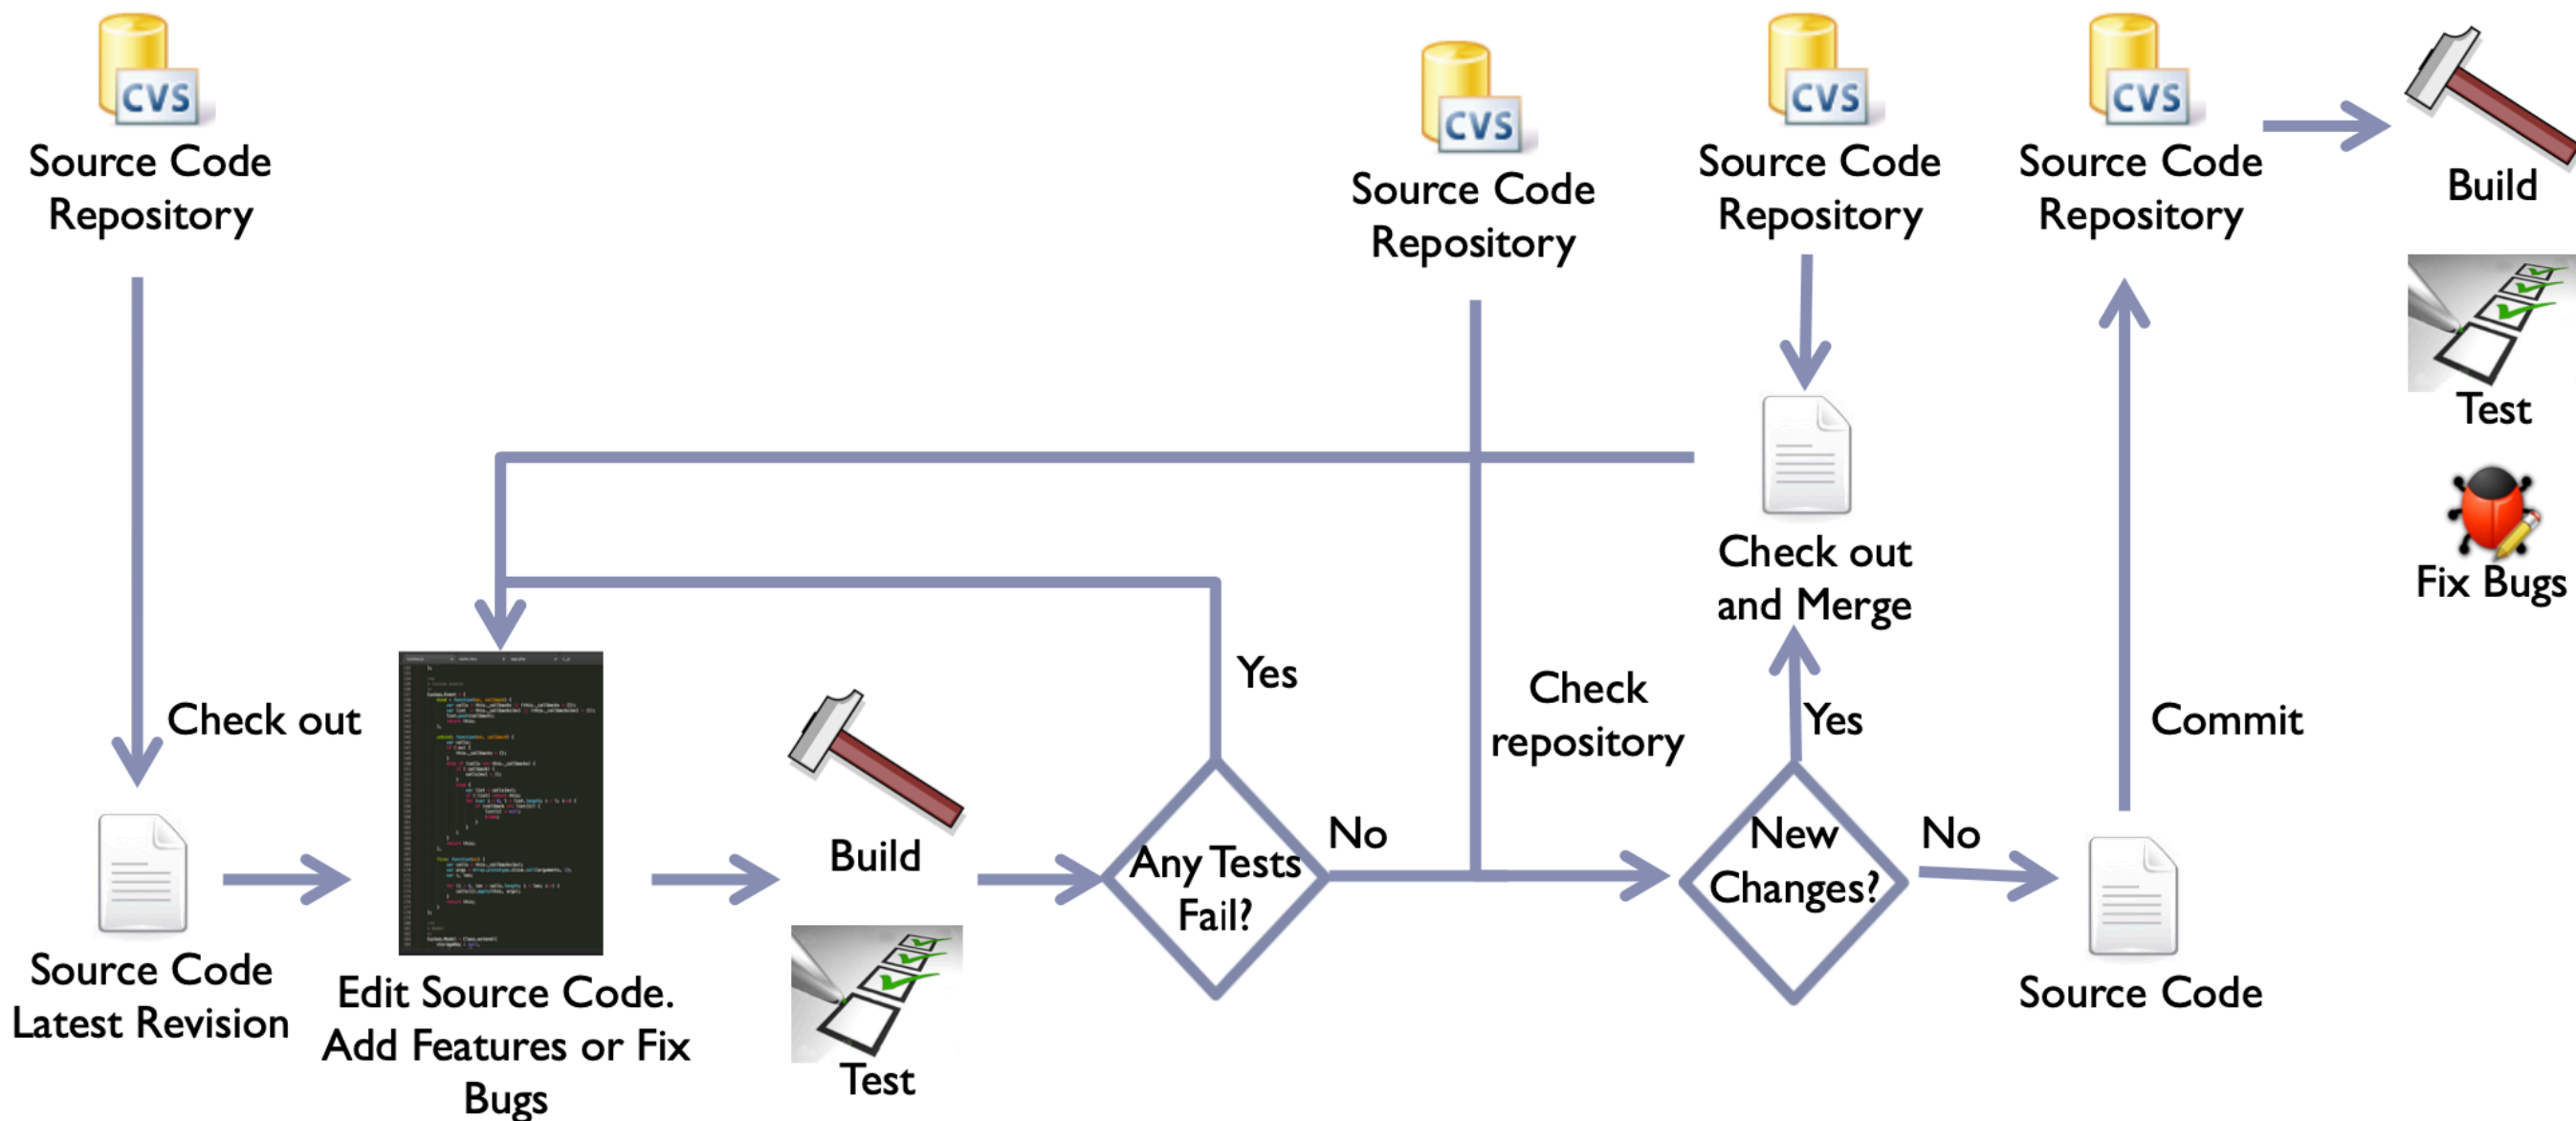 CVS
Source Code
Repository
CVS
Source Code
Repository
CVS
Source Code
Repository
CVS
Source Code
Repository
Build
Test
Fix Bugs
Check out
and Merge
Check out
Yes
Check
repository
Yes
Commit
Build
Any Tests
Fail?
No
New
Changes?
No
Source Code
Latest Revision
Edit Source Code.
Add Features or Fix
Bugs
Test
Source Code